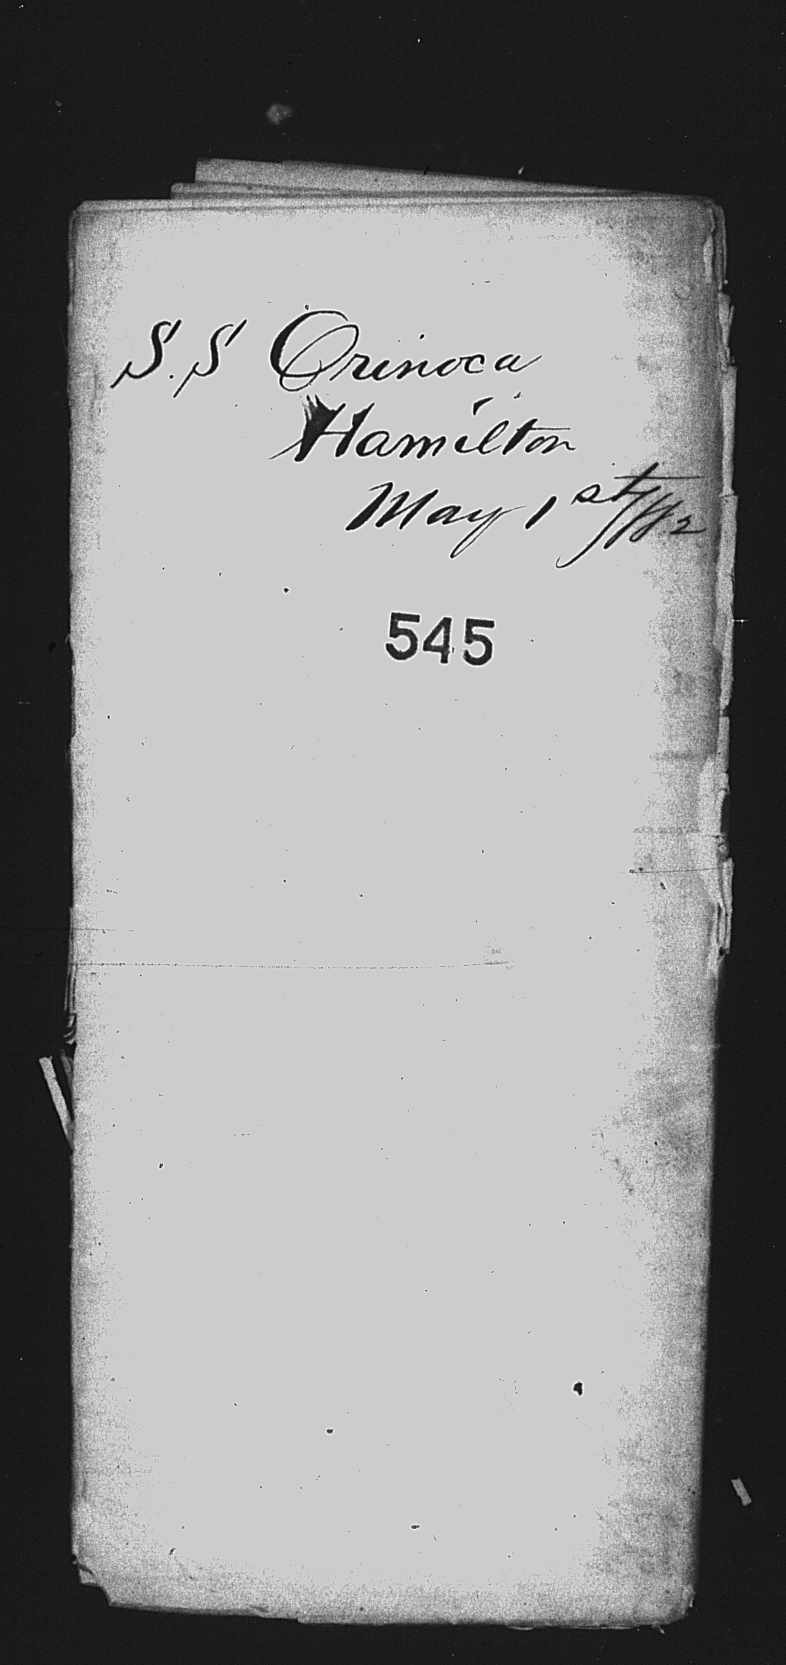 S.S Orinoca
Hamilton
May 1st/82
545